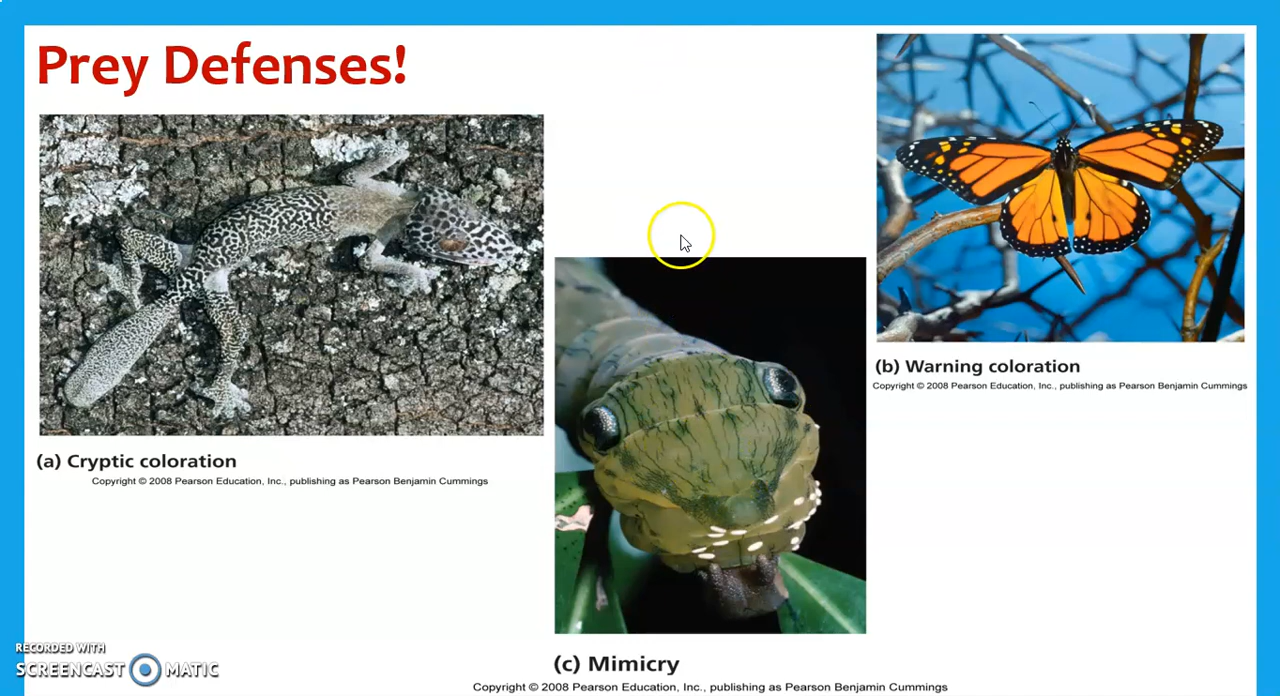 Prey Defenses!
(a) Cryptic coloration
Copyright © 2008 Pearson Education, Inc., publishing as Pearson Benjamin Cummings
(b) Warning coloration
Copyright © 2008 Pearson Education, Inc., publishing as Pearson Benjamin Cummings
(c) Mimicry
Copyright © 2008 Pearson Education, Inc., publishing as Pearson Benjamin Cummings
RECORDED WITH
SCREENCAST MATIC